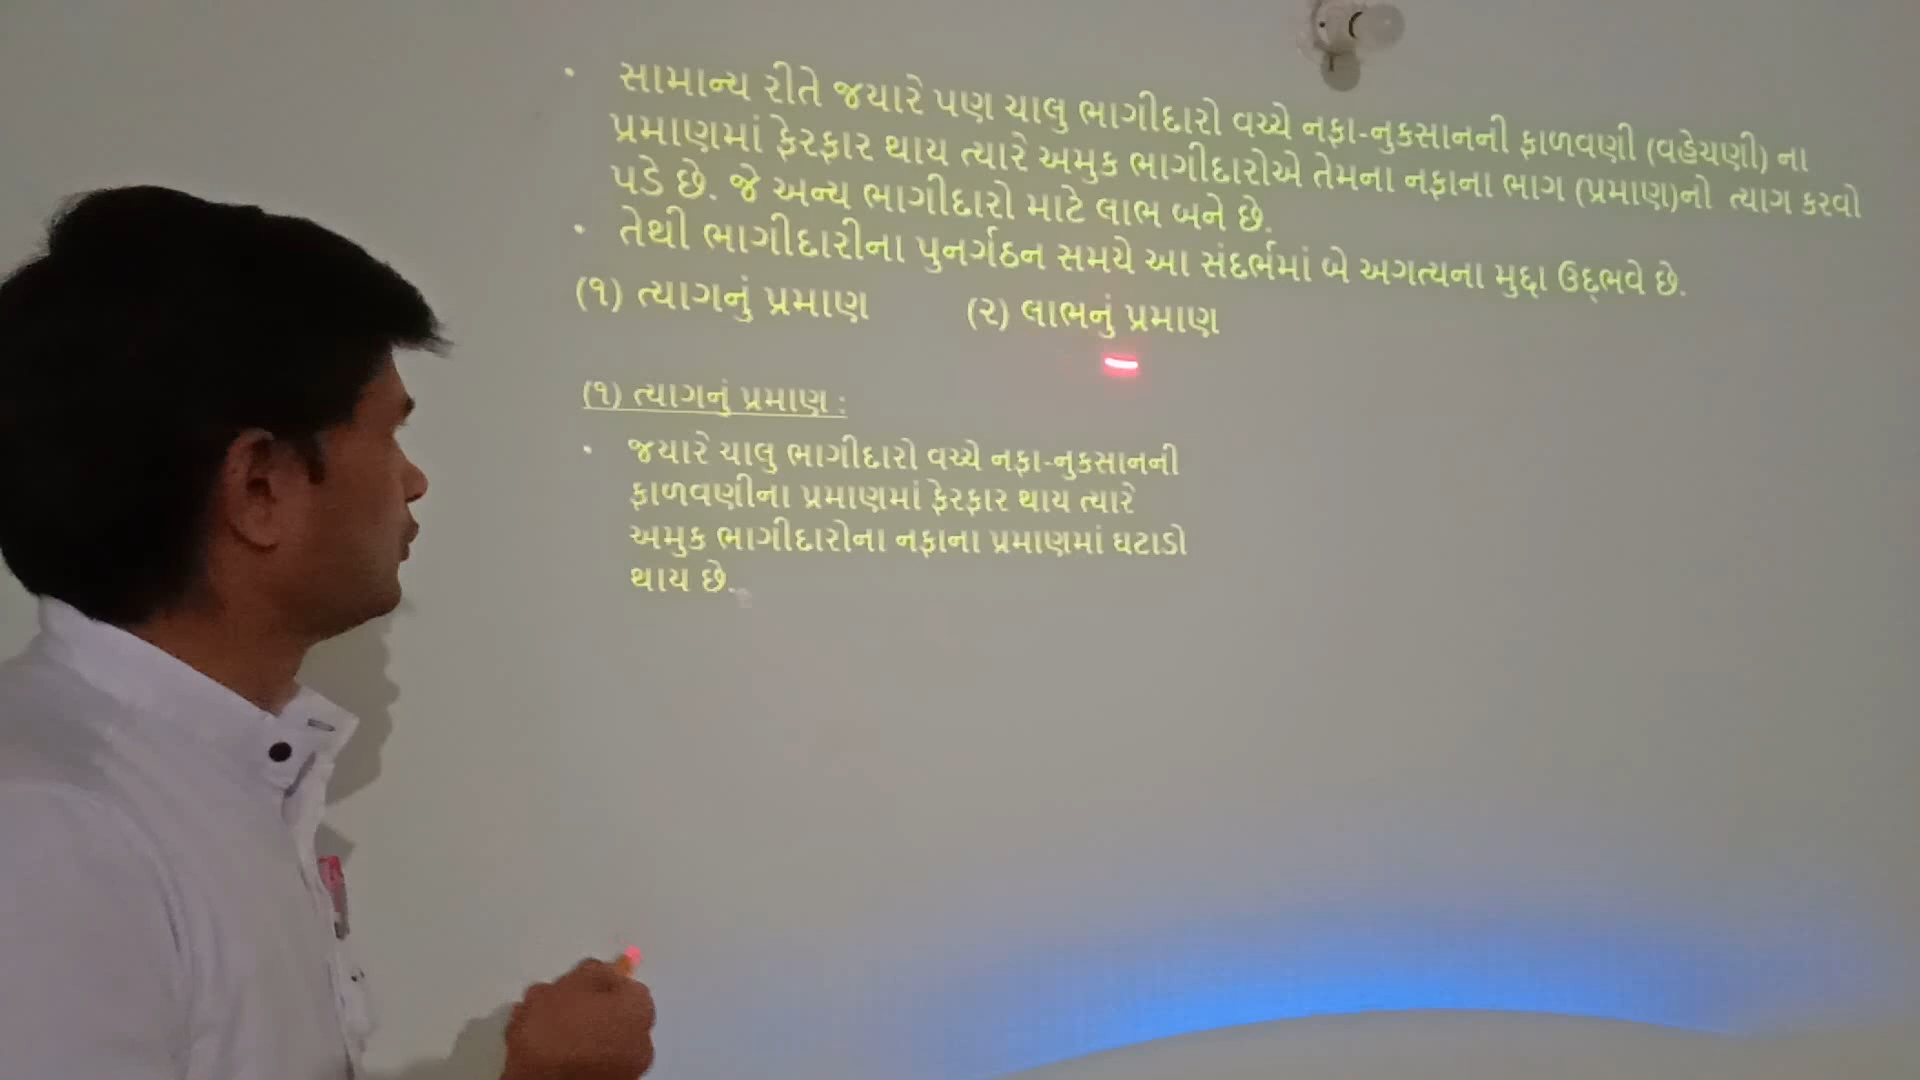 • સામાન્ય રીતે જયારે પણ ચાલુ ભાગીદારો વચ્ચે નફા-નુકસાનની ફાળવણી (વહેચણી) ના
પ્રમાણમાં ફેરફાર થાય ત્યારે અમુક ભાગીદારોએ તેમના નફાના ભાગ (પ્રમાણ)નો ત્યાગ કરવો
પડે છે. જે અન્ય ભાગીદારો માટે લાભ બને છે.
• તેથી ભાગીદારીના પુનર્ગઠન સમયે આ સંદર્ભમાં બે અગત્યના મુદ્દા ઉદ્ભવે છે.
(૧) ત્યાગનું પ્રમાણ (૨) લાભનું પ્રમાણ
(૧) ત્યાગનું પ્રમાણ :
• જયારે ચાલુ ભાગીદારો વચ્ચે નફા-નુકસાનની
ફાળવણીના પ્રમાણમાં ફેરફાર થાય ત્યારે
અમુક ભાગીદારોના નફાના પ્રમાણમાં ઘટાડો
થાય છે.